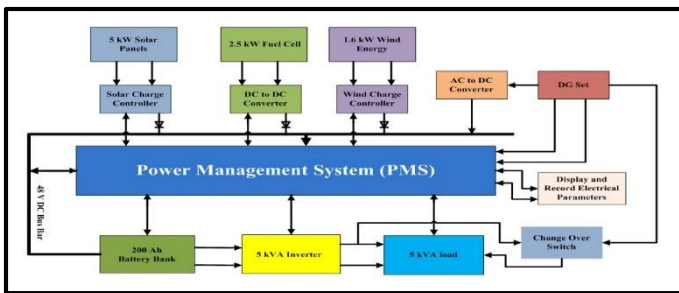 5 kW Solar
Panels
2.5 kW Fuel Cell
1.6 kW Wind
Energy
Solar Charge
Controller
DC to DC
Converter
Wind Charge
Controller
AC to DC
Converter
DG Set
Power Management System (PMS)
Display and
Record Electrical
Parameters
48 V DC Bus Bar
200 Ah
Battery Bank
5 kVA Inverter
5 kVA load
Change Over
Switch